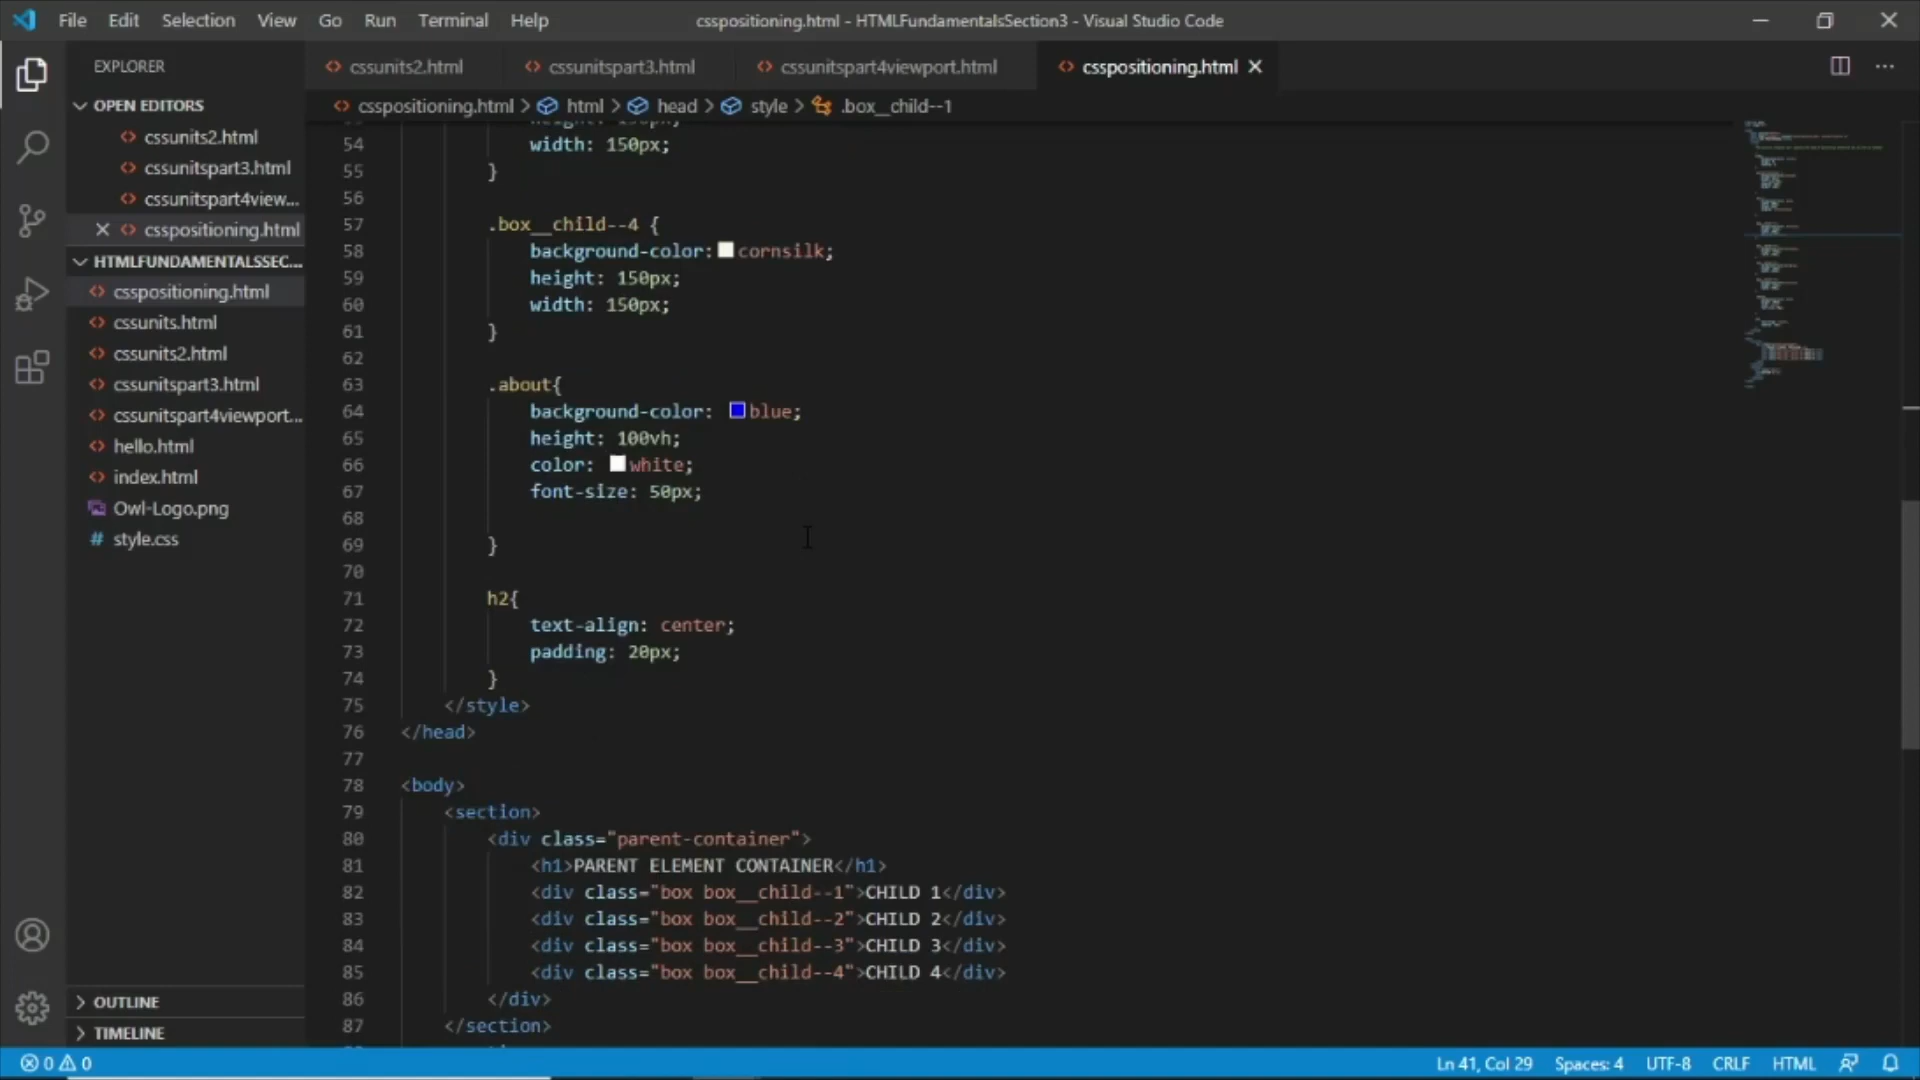 File Edit Selection View Go Run Terminal Help
csspositioning.html - HTMLFundamentalsSection3 - Visual Studio Code
EXPLORER
OPEN EDITORS
cssunits2.html
cssunitspart3.html
cssunitspart4view...
csspositioning.html
HTMLFUNDAMENTALSSEC...
csspositioning.html
cssunits.html
cssunits2.html
cssunitspart3.html
cssunitspart4viewport...
hello.html
index.html
Owl-Logo.png
# style.css
OUTLINE
TIMELINE
cssunits2.html cssunitspart3.html cssunitspart4viewport.html csspositioning.html
csspositioning.html > html > head > style > .box__child--1
54 width: 150px;
55 }
56
57 .box__child--4 {
58 background-color: cornsilk;
59 height: 150px;
60 width: 150px;
61 }
62
63 .about{
64 background-color: blue;
65 height: 100vh;
66 color: white;
67 font-size: 50px;
68
69 }
70
71 h2{
72 text-align: center;
73 padding: 20px;
74 }
75 </style>
76 </head>
77
78 <body>
79 <section>
80 <div class="parent-container">
81 <h1>PARENT ELEMENT CONTAINER</h1>
82 <div class="box box__child--1">CHILD 1</div>
83 <div class="box box__child--2">CHILD 2</div>
84 <div class="box box__child--3">CHILD 3</div>
85 <div class="box box__child--4">CHILD 4</div>
86 </div>
87 </section>
0 0
Ln 41, Col 29 Spaces: 4 UTF-8 CRLF HTML